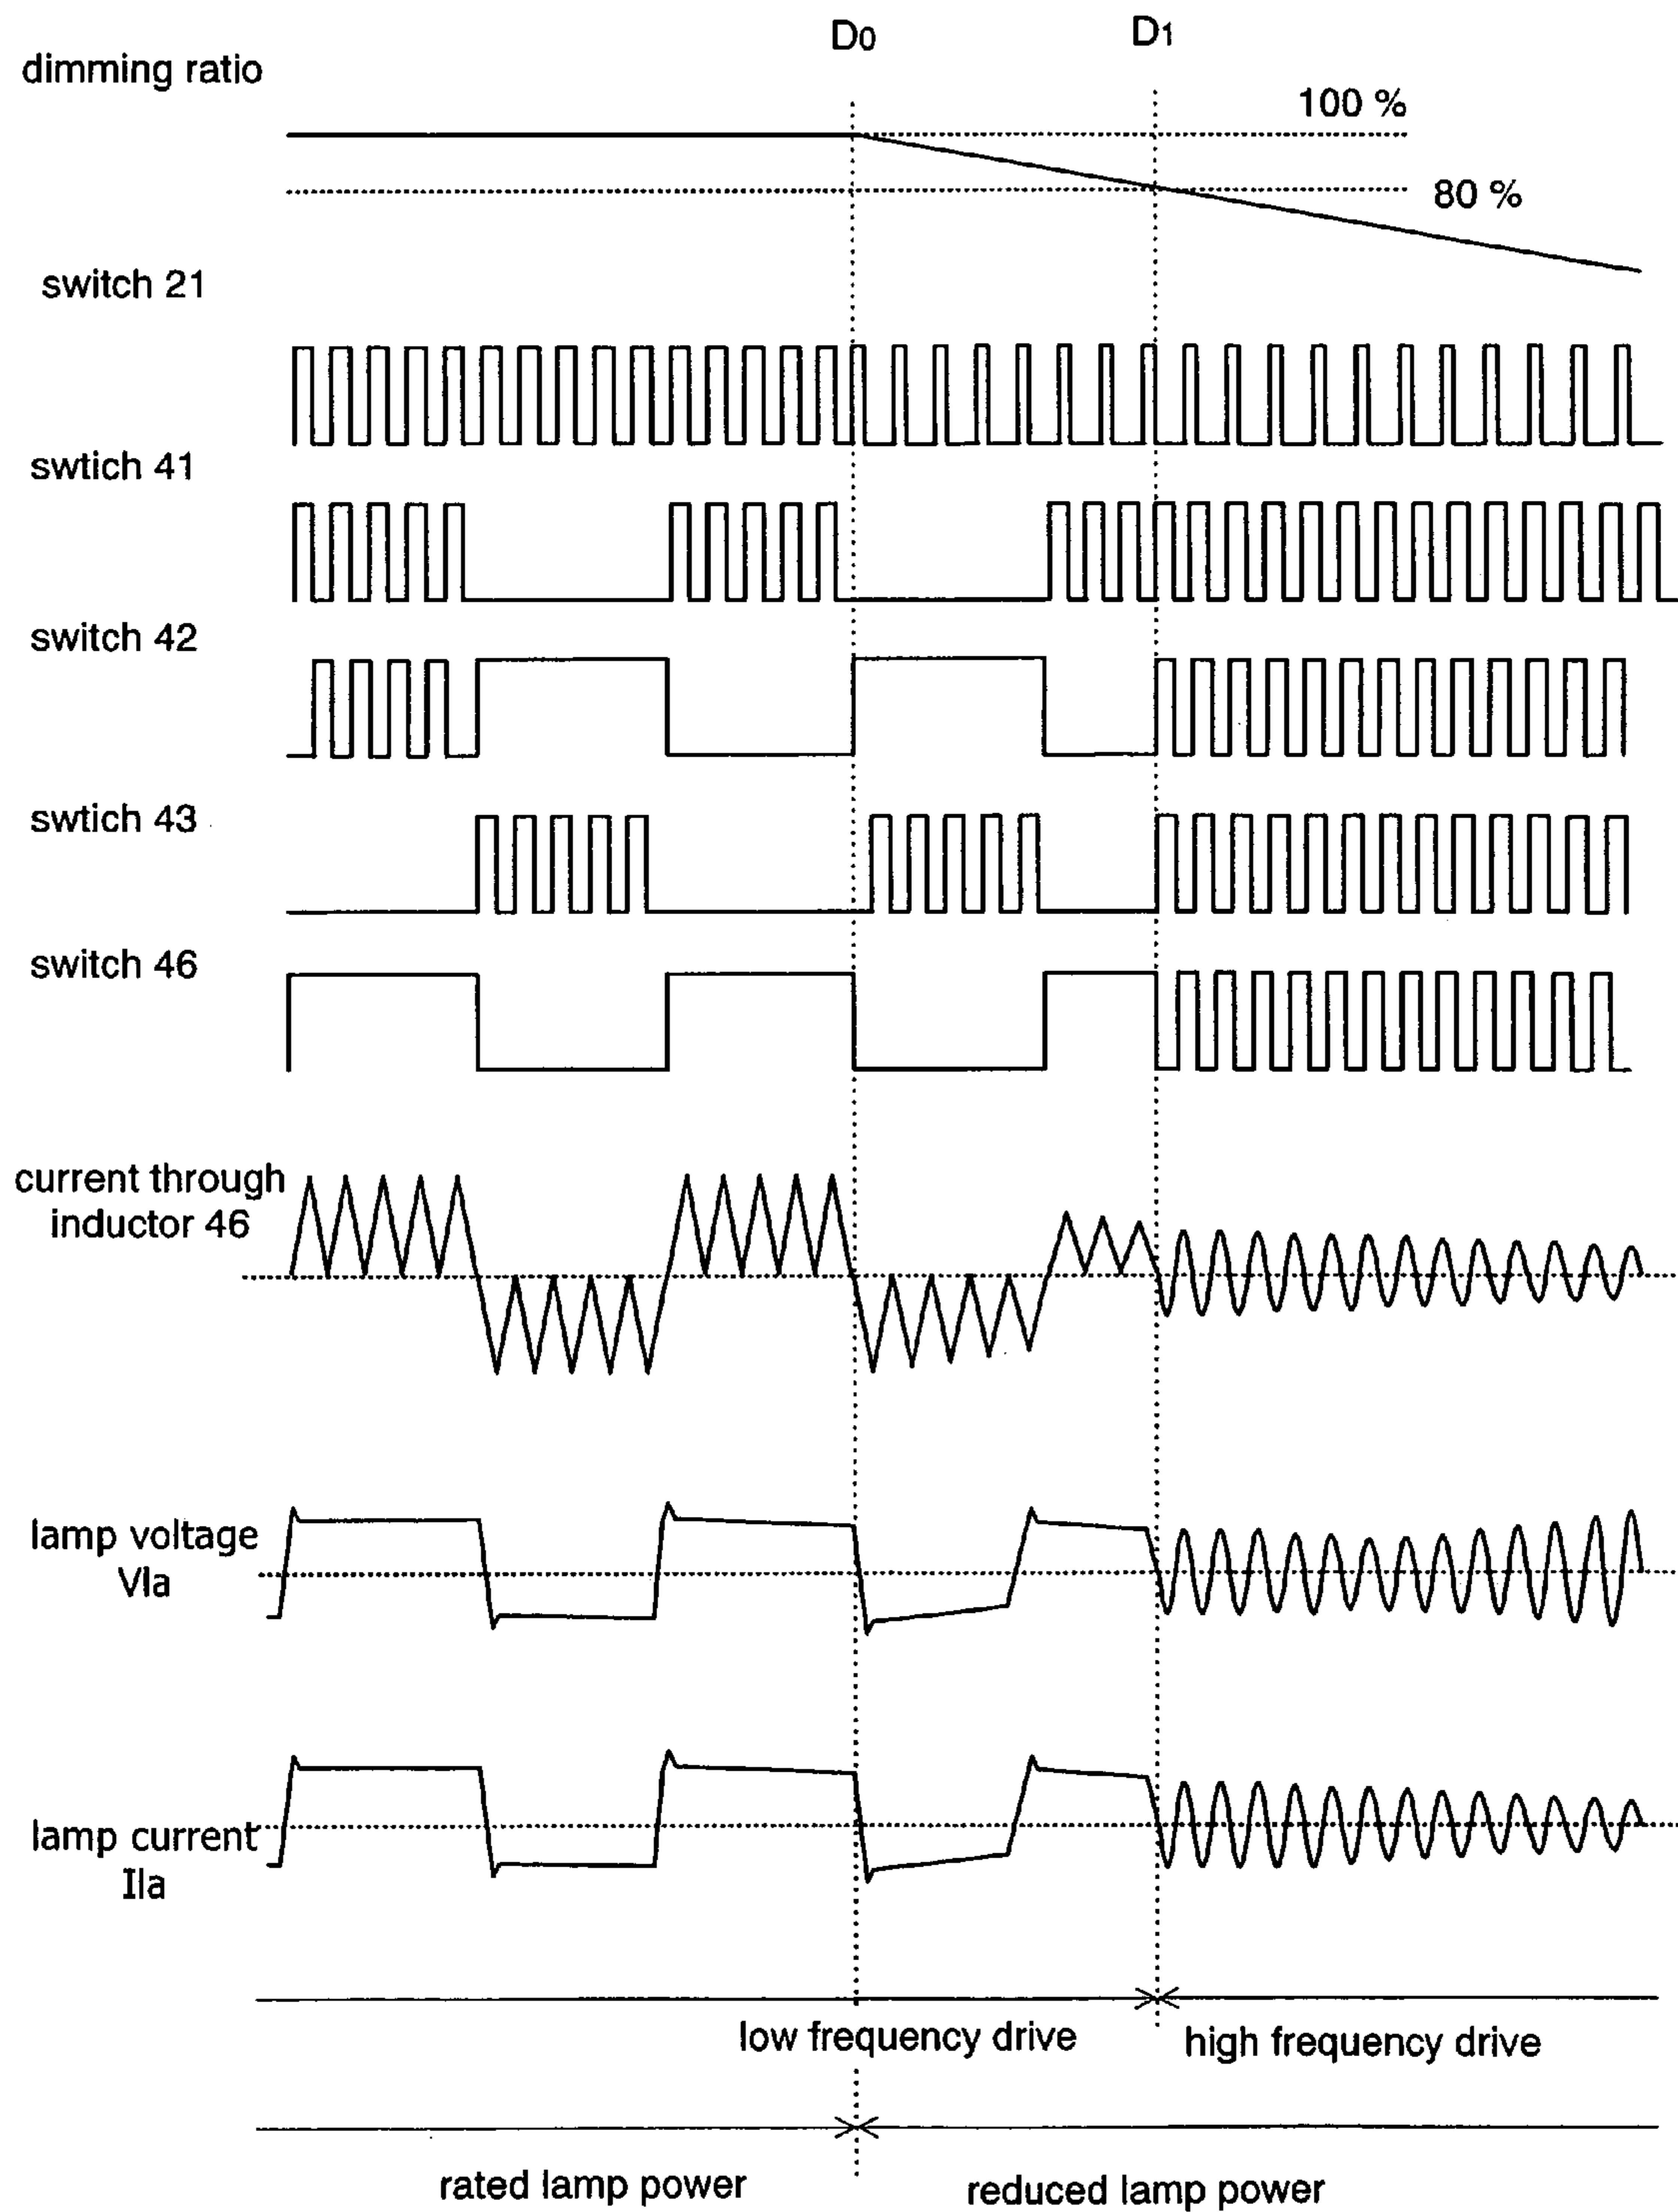 D0
D1
dimming ratio
100 %
80 %
switch 21
swtich 41
switch 42
swtich 43
switch 46
current through
inductor 46
lamp voltage
Vla
lamp current
Ila
low frequency drive
high frequency drive
rated lamp power
reduced lamp power